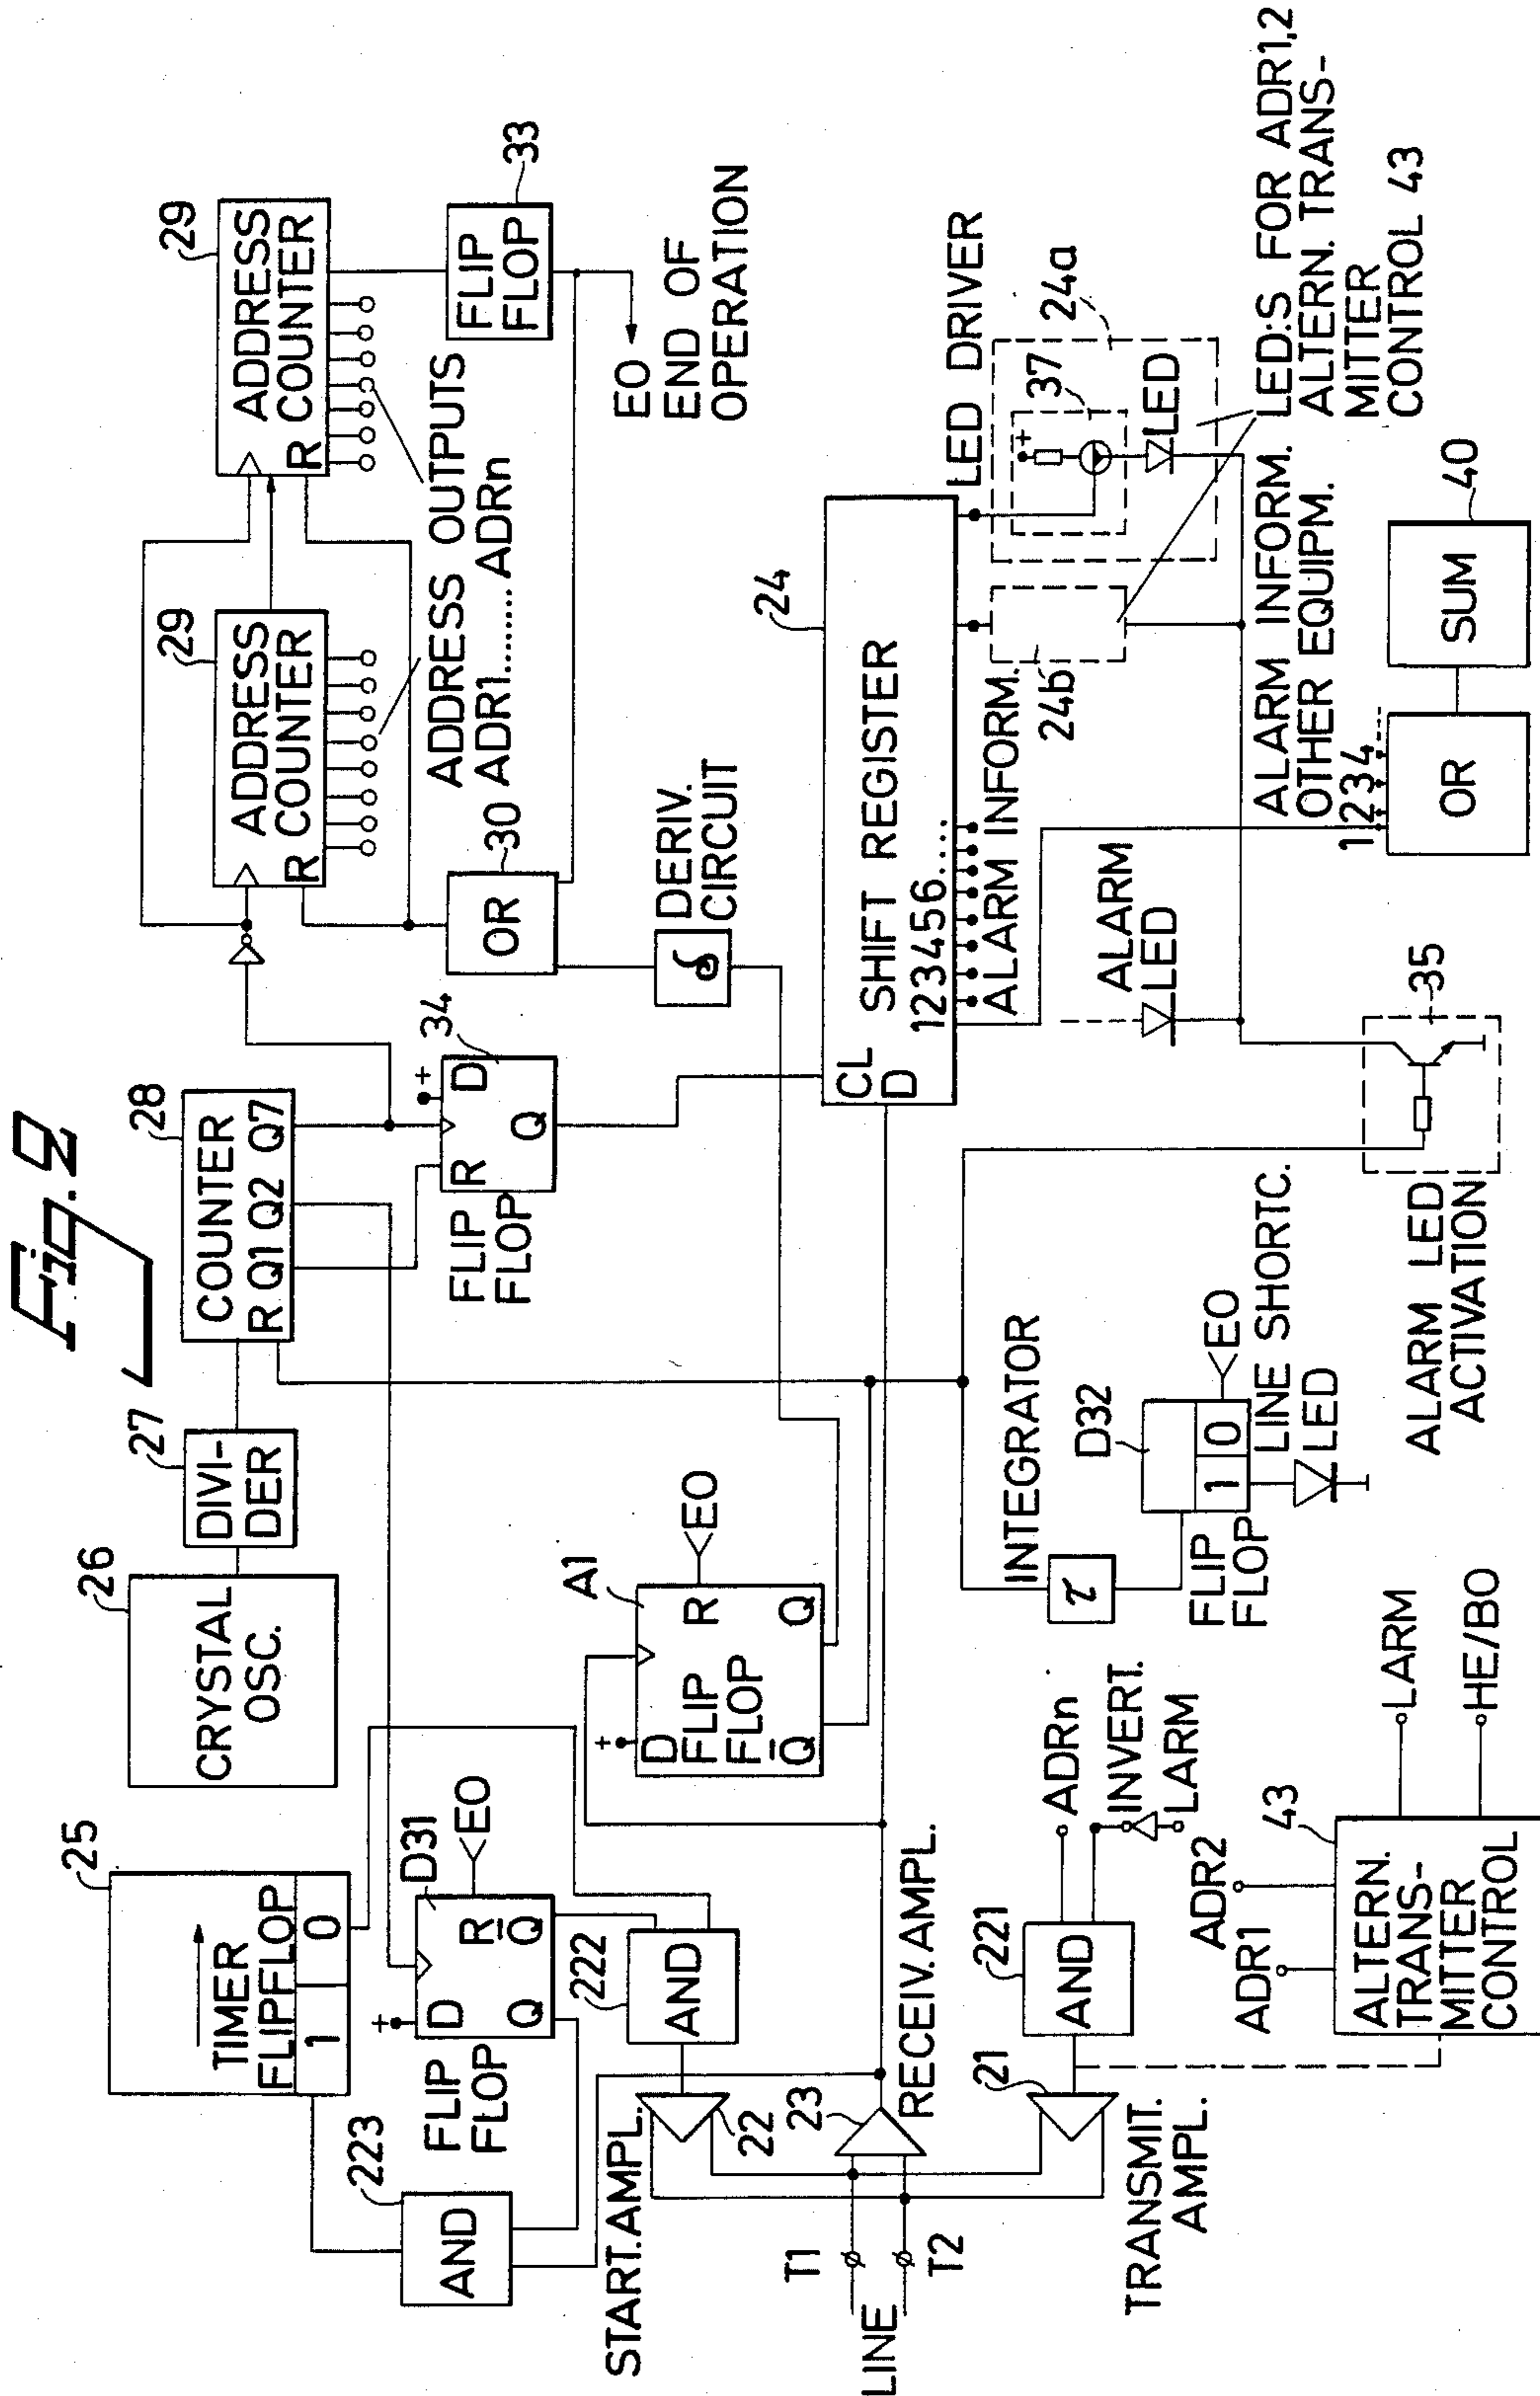 Fig. 2
25
TIMER
FLIPFLOP
1 0
26
CRYSTAL
OSC.
27
DIVI-
DER
28
COUNTER
R Q1 Q2 Q7
29
ADDRESS
COUNTER
R
29
ADDRESS
COUNTER
R
223
AND
D31
+
D R
Q Q̅
EO
FLIP
FLOP
34
+
R D
Q
FLIP
FLOP
ADDRESS OUTPUTS
ADR1........ADRn
30
OR
33
FLIP
FLOP
EO
END OF
OPERATION
START.AMPL.
22
222
AND
A1
+
D R
FLIP
FLOP
Q̅ Q
EO
DERIV.
CIRCUIT
δ
T1
LINE
T2
23
RECEIV.AMPL.
24
CL
D
SHIFT REGISTER
123456....
ALARM INFORM.
LED DRIVER
24a
37
+
LED
24b
LED:S FOR ADR1,2
ALTERN. TRANS-
MITTER
CONTROL 43
21
TRANSMIT.
AMPL.
221
AND
ADRn
INVERT.
LARM
INTEGRATOR
τ
D32
1 0
EO
FLIP
FLOP
LINE SHORTC.
LED
ALARM
LED
ALARM INFORM.
OTHER EQUIPM.
1234
OR
40
SUM
35
ALARM LED
ACTIVATION
ADR1
ADR2
43
ALTERN.
TRANS-
MITTER
CONTROL
LARM
HE/BO